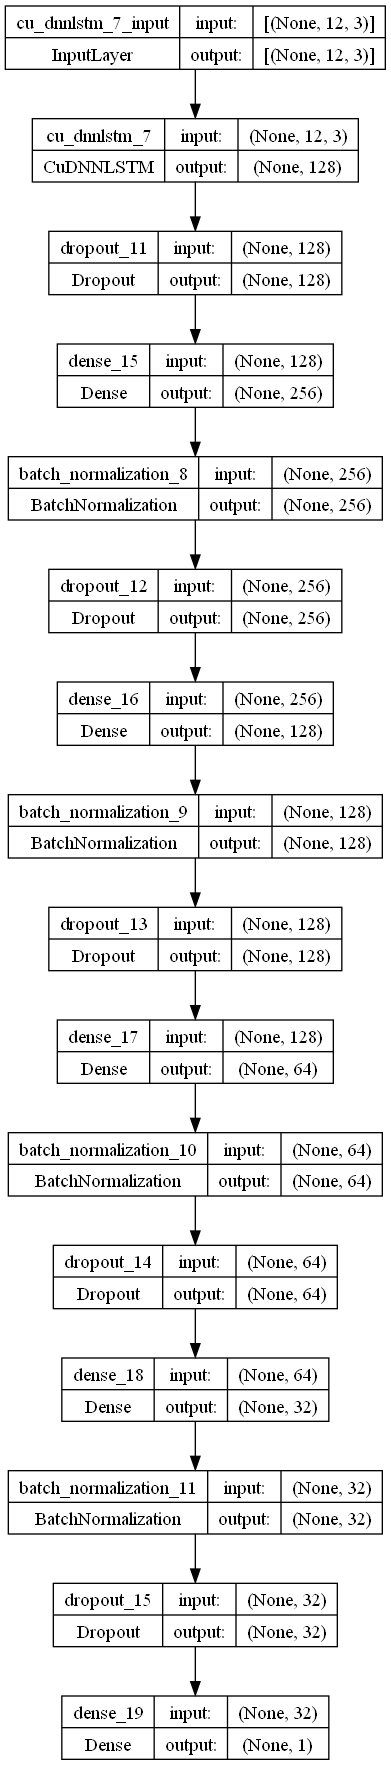 cu_dnnlstm_7_input input: [(None, 12, 3)]
InputLayer output: [(None, 12, 3)]
cu_dnnlstm_7 input: (None, 12, 3)
CuDNNLSTM output: (None, 128)
dropout_11 input: (None, 128)
Dropout output: (None, 128)
dense_15 input: (None, 128)
Dense output: (None, 256)
batch_normalization_8 input: (None, 256)
BatchNormalization output: (None, 256)
dropout_12 input: (None, 256)
Dropout output: (None, 256)
dense_16 input: (None, 256)
Dense output: (None, 128)
batch_normalization_9 input: (None, 128)
BatchNormalization output: (None, 128)
dropout_13 input: (None, 128)
Dropout output: (None, 128)
dense_17 input: (None, 128)
Dense output: (None, 64)
batch_normalization_10 input: (None, 64)
BatchNormalization output: (None, 64)
dropout_14 input: (None, 64)
Dropout output: (None, 64)
dense_18 input: (None, 64)
Dense output: (None, 32)
batch_normalization_11 input: (None, 32)
BatchNormalization output: (None, 32)
dropout_15 input: (None, 32)
Dropout output: (None, 32)
dense_19 input: (None, 32)
Dense output: (None, 1)